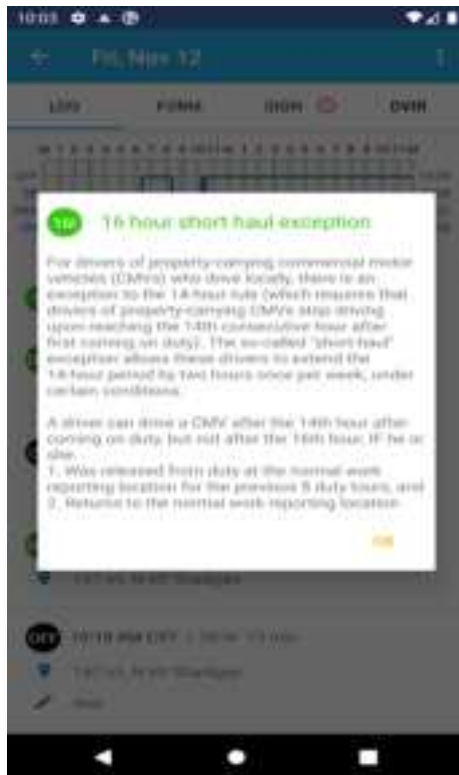 10:03
Fri, Nov 12
LOG FORM SIGN DVIR
16 hour short haul exception
For drivers of property-carrying commercial motor
vehicles (CMVs) who drive locally, there is an
exception to the 14-hour rule (which requires that
drivers of property-carrying CMVs stop driving
upon reaching the 14th consecutive hour after
first coming on duty). The so-called "short-haul"
exception allows these drivers to extend the
14-hour period by two hours once per week, under
certain conditions.
A driver can drive a CMV after the 14th hour after
coming on duty, but not after the 16th hour, IF he or
she:
1. Was released from duty at the normal work
reporting location for the previous 5 duty tours; and
2. Returns to the normal work reporting location
OK
OFF